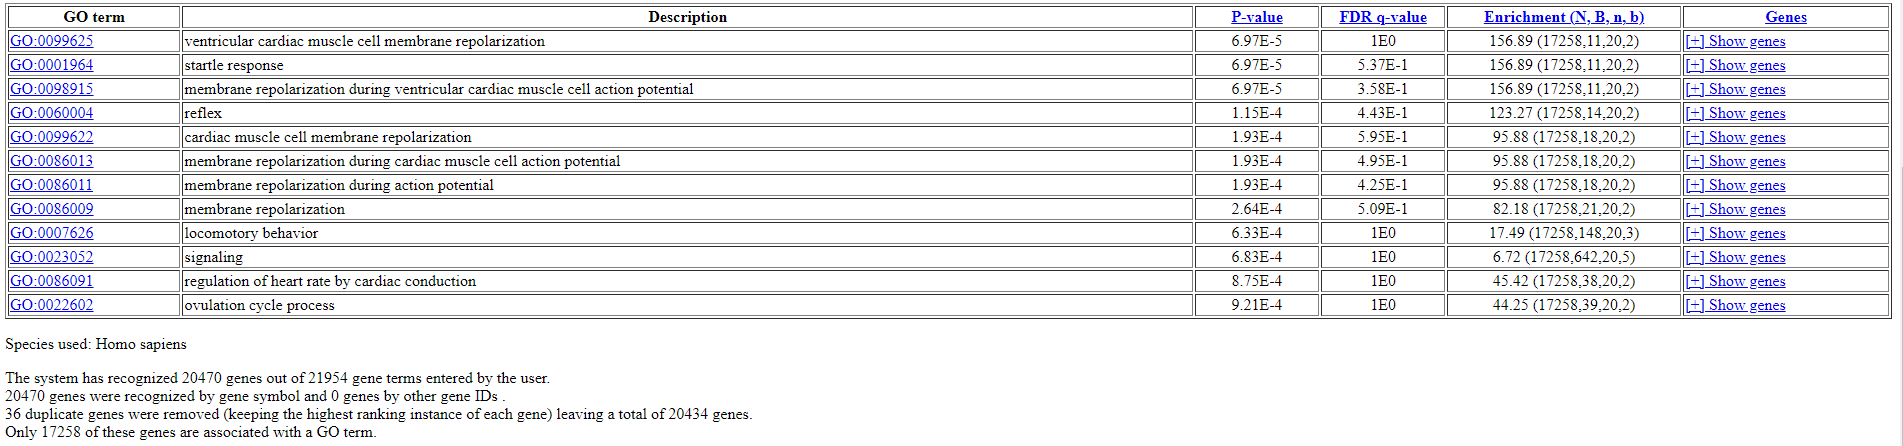 GO term Description P-value FDR q-value Enrichment (N, B, n, b) Genes
GO:0099625 ventricular cardiac muscle cell membrane repolarization 6.97E-5 1E0 156.89 (17258,11,20,2) [+] Show genes
GO:0001964 startle response 6.97E-5 5.37E-1 156.89 (17258,11,20,2) [+] Show genes
GO:0098915 membrane repolarization during ventricular cardiac muscle cell action potential 6.97E-5 3.58E-1 156.89 (17258,11,20,2) [+] Show genes
GO:0060004 reflex 1.15E-4 4.43E-1 123.27 (17258,14,20,2) [+] Show genes
GO:0099622 cardiac muscle cell membrane repolarization 1.93E-4 5.95E-1 95.88 (17258,18,20,2) [+] Show genes
GO:0086013 membrane repolarization during cardiac muscle cell action potential 1.93E-4 4.95E-1 95.88 (17258,18,20,2) [+] Show genes
GO:0086011 membrane repolarization during action potential 1.93E-4 4.25E-1 95.88 (17258,18,20,2) [+] Show genes
GO:0086009 membrane repolarization 2.64E-4 5.09E-1 82.18 (17258,21,20,2) [+] Show genes
GO:0007626 locomotory behavior 6.33E-4 1E0 17.49 (17258,148,20,3) [+] Show genes
GO:0023052 signaling 6.83E-4 1E0 6.72 (17258,642,20,5) [+] Show genes
GO:0086091 regulation of heart rate by cardiac conduction 8.75E-4 1E0 45.42 (17258,38,20,2) [+] Show genes
GO:0022602 ovulation cycle process 9.21E-4 1E0 44.25 (17258,39,20,2) [+] Show genes
Species used: Homo sapiens
The system has recognized 20470 genes out of 21954 gene terms entered by the user.
20470 genes were recognized by gene symbol and 0 genes by other gene IDs .
36 duplicate genes were removed (keeping the highest ranking instance of each gene) leaving a total of 20434 genes.
Only 17258 of these genes are associated with a GO term.